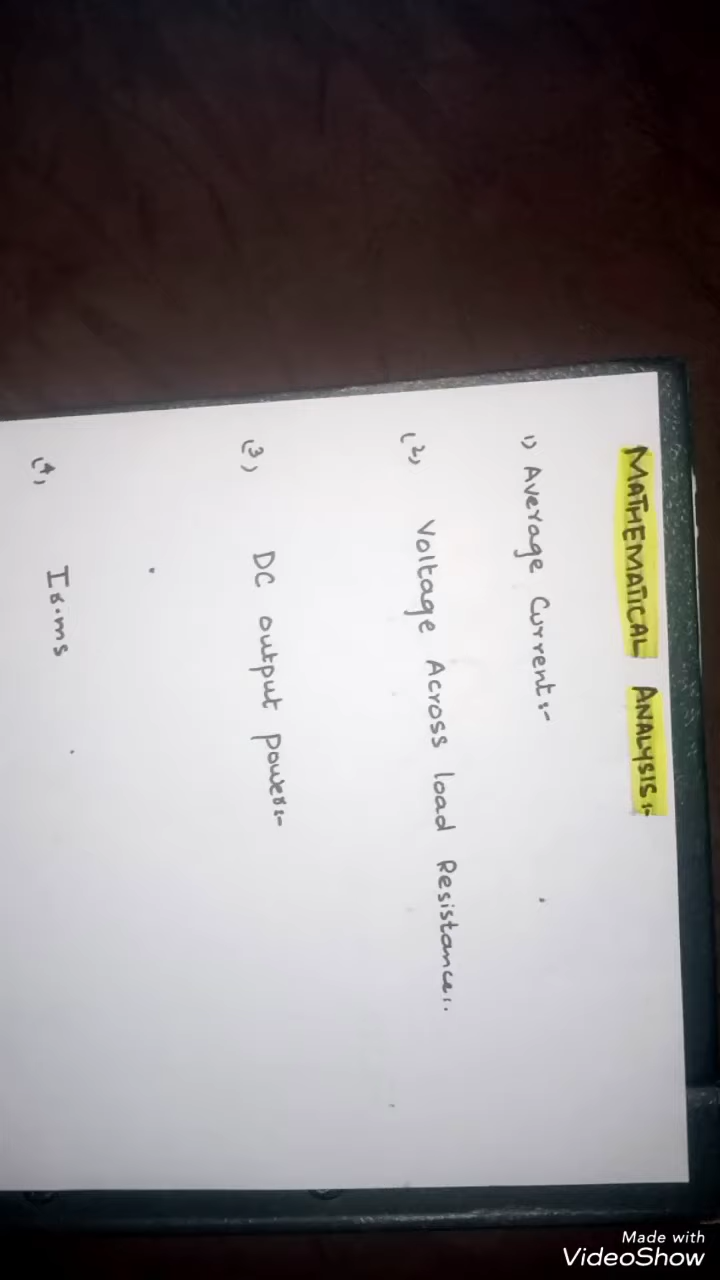 MATHEMATICAL ANALYSIS:-
1) Average Current:-
(2) Voltage Across load Resistance:.
(3) DC output power:-
(4) Ir.ms
Made with
VideoShow